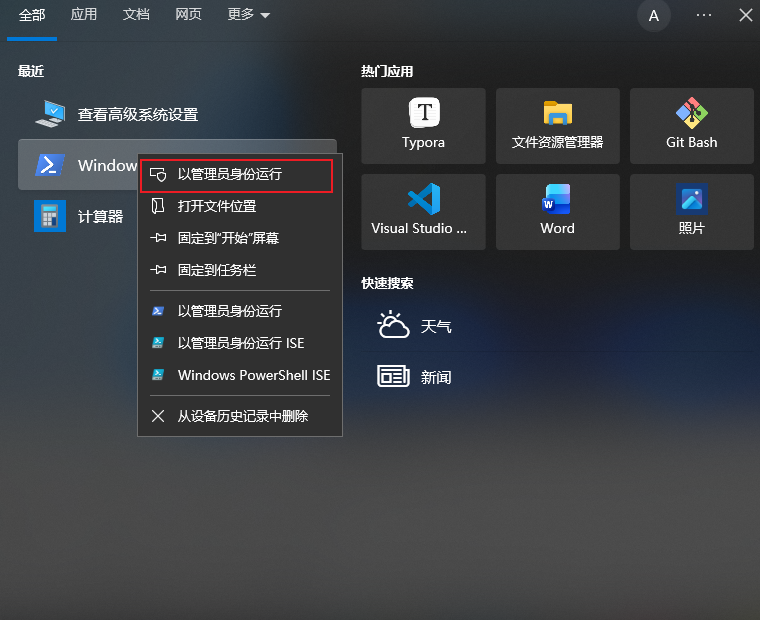 全部 应用 文档 网页 更多
A
最近
查看高级系统设置
Window
计算器
以管理员身份运行
打开文件位置
固定到“开始”屏幕
固定到任务栏
以管理员身份运行
以管理员身份运行 ISE
Windows PowerShell ISE
从设备历史记录中删除
热门应用
Typora
文件资源管理器
Git Bash
Visual Studio ...
Word
照片
快速搜索
天气
新闻